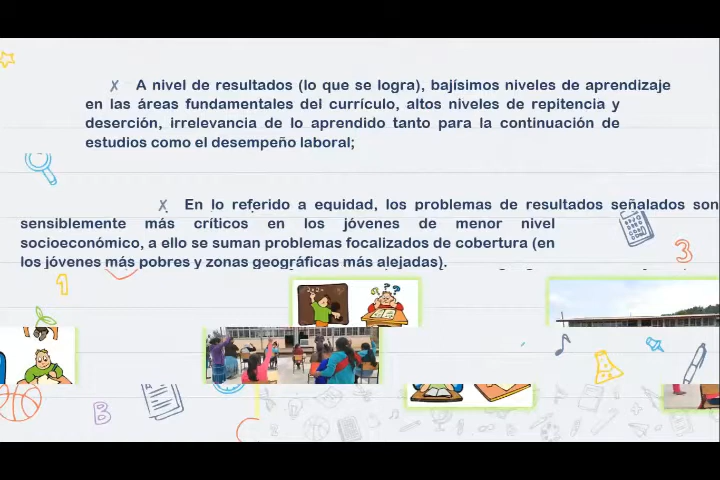 ✗ A nivel de resultados (lo que se logra), bajísimos niveles de aprendizaje
en las áreas fundamentales del currículo, altos niveles de repitencia y
deserción, irrelevancia de lo aprendido tanto para la continuación de
estudios como el desempeño laboral;
✗ En lo referido a equidad, los problemas de resultados señalados son
sensiblemente más críticos en los jóvenes de menor nivel
socioeconómico, a ello se suman problemas focalizados de cobertura (en
los jóvenes más pobres y zonas geográficas más alejadas).
3
1
B
A